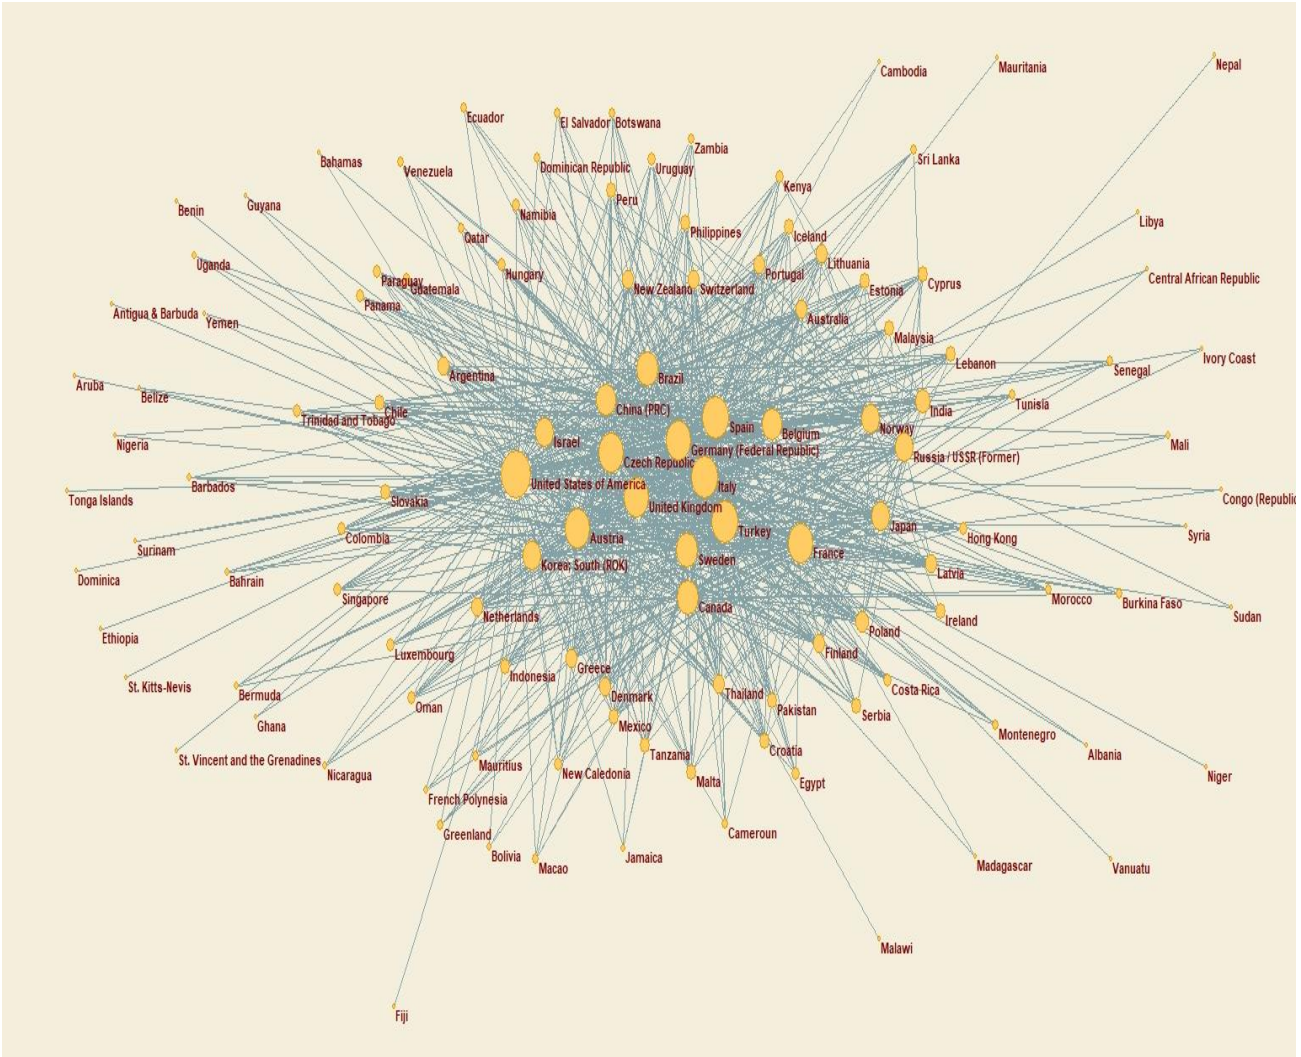 Cambodia
Mauritania
Nepal
Ecuador
El Salvador
Botswana
Zambia
Bahamas
Venezuela
Dominican Republic
Uruguay
Sri Lanka
Kenya
Peru
Benin
Guyana
Namibia
Philippines
Libya
Qatar
Iceland
Uganda
Hungary
Portugal
Lithuania
Central African Republic
Paraguay
Guatemala
New Zealand
Switzerland
Estonia
Cyprus
Panama
Antigua & Barbuda
Yemen
Australia
Malaysia
Ivory Coast
Lebanon
Senegal
Argentina
Brazil
Aruba
Belize
Trinidad and Tobago
Chile
China (PRC)
India
Tunisia
Nigeria
Israel
Spain
Belgium
Norway
Mali
Germany (Federal Republic)
Russia / USSR (Former)
Czech Republic
Barbados
United States of America
Italy
Tonga Islands
Slovakia
United Kingdom
Congo (Republic
Surinam
Colombia
Austria
Turkey
Japan
Hong Kong
Syria
Dominica
Bahrain
Korea; South (ROK)
Sweden
France
Latvia
Singapore
Canada
Morocco
Burkina Faso
Netherlands
Ireland
Sudan
Ethiopia
Poland
Luxembourg
Finland
St. Kitts-Nevis
Bermuda
Indonesia
Greece
Costa Rica
Oman
Denmark
Thailand
Pakistan
Serbia
Ghana
Mexico
Montenegro
St. Vincent and the Grenadines
Nicaragua
Mauritius
New Caledonia
Tanzania
Croatia
Albania
Malta
Egypt
Niger
French Polynesia
Greenland
Cameroun
Bolivia
Macao
Jamaica
Madagascar
Vanuatu
Malawi
Fiji